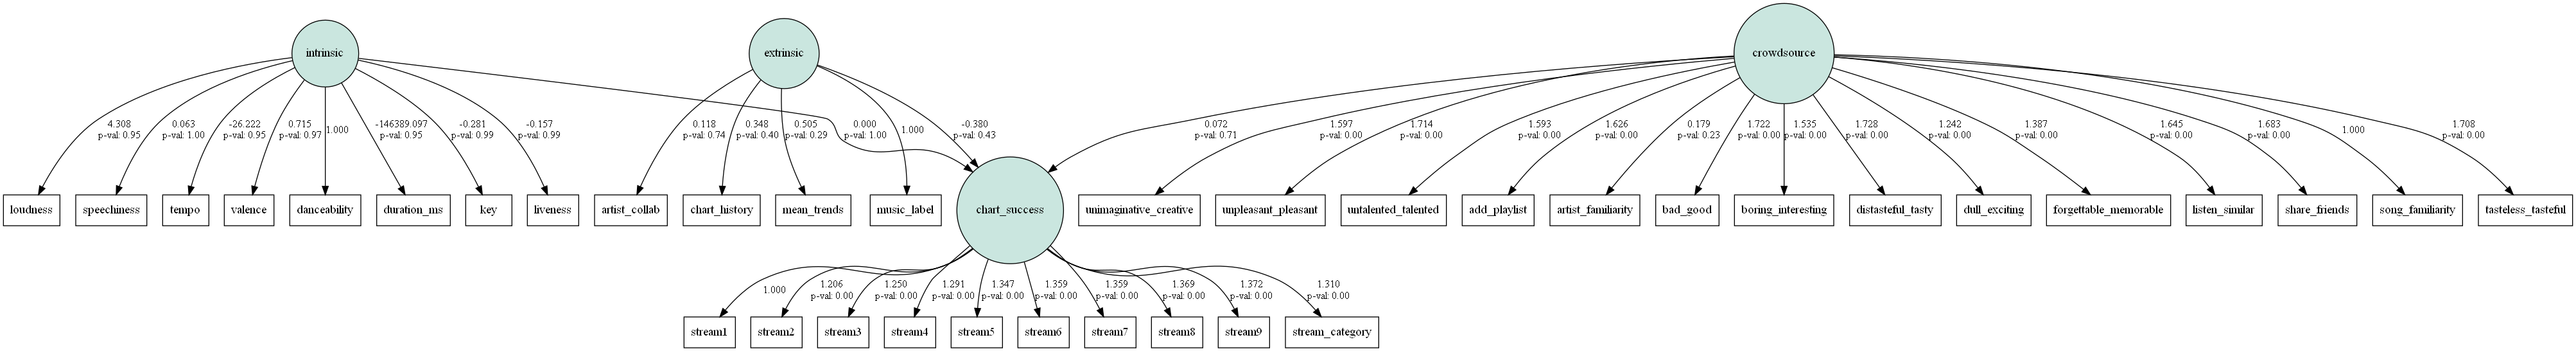 intrinsic
extrinsic
crowdsource
4.308
p-val: 0.95
0.063
p-val: 1.00
-26.222
p-val: 0.95
0.715
p-val: 0.97
1.000
-146389.097
p-val: 0.95
-0.281
p-val: 0.99
-0.157
p-val: 0.99
0.118
p-val: 0.74
0.348
p-val: 0.40
0.505
p-val: 0.29
0.000
p-val: 1.00
1.000
-0.380
p-val: 0.43
0.072
p-val: 0.71
1.597
p-val: 0.00
1.714
p-val: 0.00
1.593
p-val: 0.00
1.626
p-val: 0.00
0.179
p-val: 0.23
1.722
p-val: 0.00
1.535
p-val: 0.00
1.728
p-val: 0.00
1.242
p-val: 0.00
1.387
p-val: 0.00
1.645
p-val: 0.00
1.683
p-val: 0.00
1.000
1.708
p-val: 0.00
loudness
speechiness
tempo
valence
danceability
duration_ms
key
liveness
artist_collab
chart_history
mean_trends
music_label
chart_success
unimaginative_creative
unpleasant_pleasant
untalented_talented
add_playlist
artist_familiarity
bad_good
boring_interesting
distasteful_tasty
dull_exciting
forgettable_memorable
listen_similar
share_friends
song_familiarity
tasteless_tasteful
1.000
1.206
p-val: 0.00
1.250
p-val: 0.00
1.291
p-val: 0.00
1.347
p-val: 0.00
1.359
p-val: 0.00
1.359
p-val: 0.00
1.369
p-val: 0.00
1.372
p-val: 0.00
1.310
p-val: 0.00
stream1
stream2
stream3
stream4
stream5
stream6
stream7
stream8
stream9
stream_category